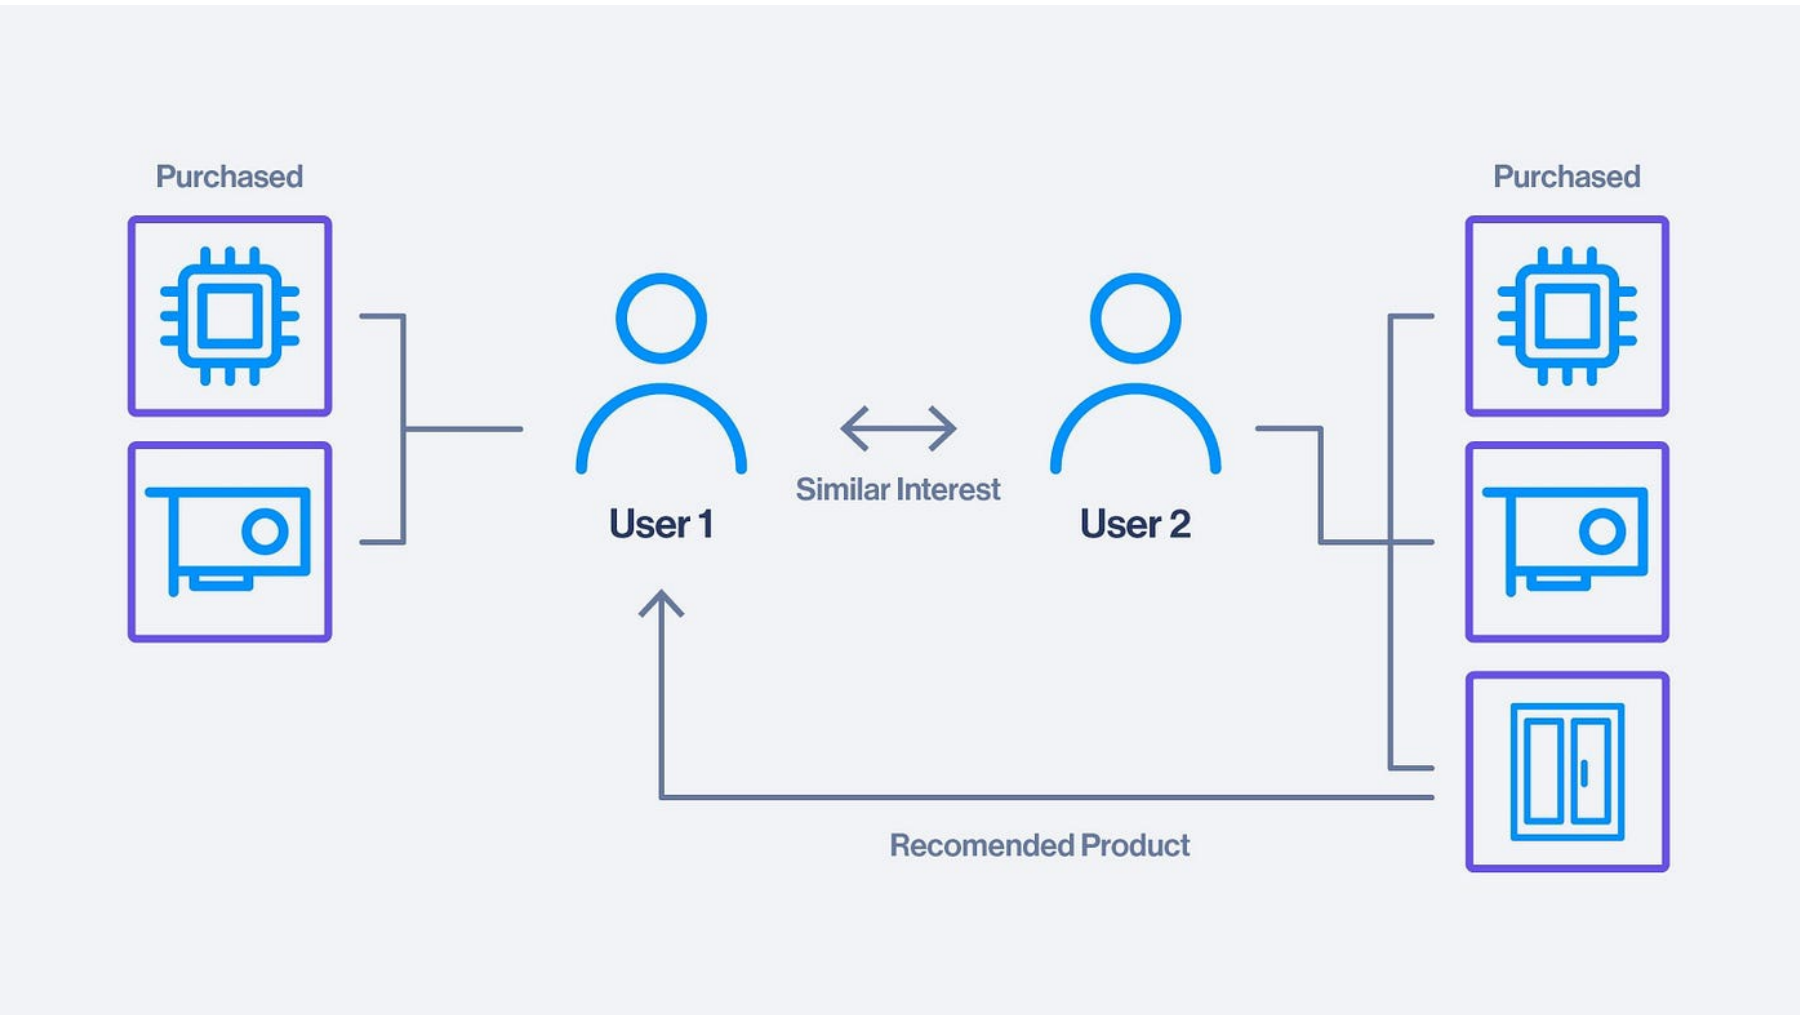 Purchased
Purchased
Similar Interest
User 1
User 2
Recomended Product